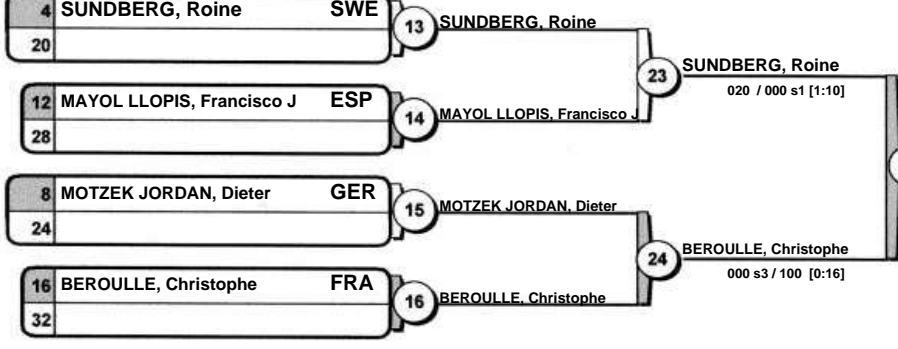 4 SUNDBERG, Roine SWE
20
13 SUNDBERG, Roine
12 MAYOL LLOPIS, Francisco J ESP
28
14 MAYOL LLOPIS, Francisco J
23 SUNDBERG, Roine
020 / 000 s1 [1:10]
8 MOTZEK JORDAN, Dieter GER
24
15 MOTZEK JORDAN, Dieter
16 BEROULLE, Christophe FRA
32
16 BEROULLE, Christophe
24 BEROULLE, Christophe
000 s3 / 100 [0:16]